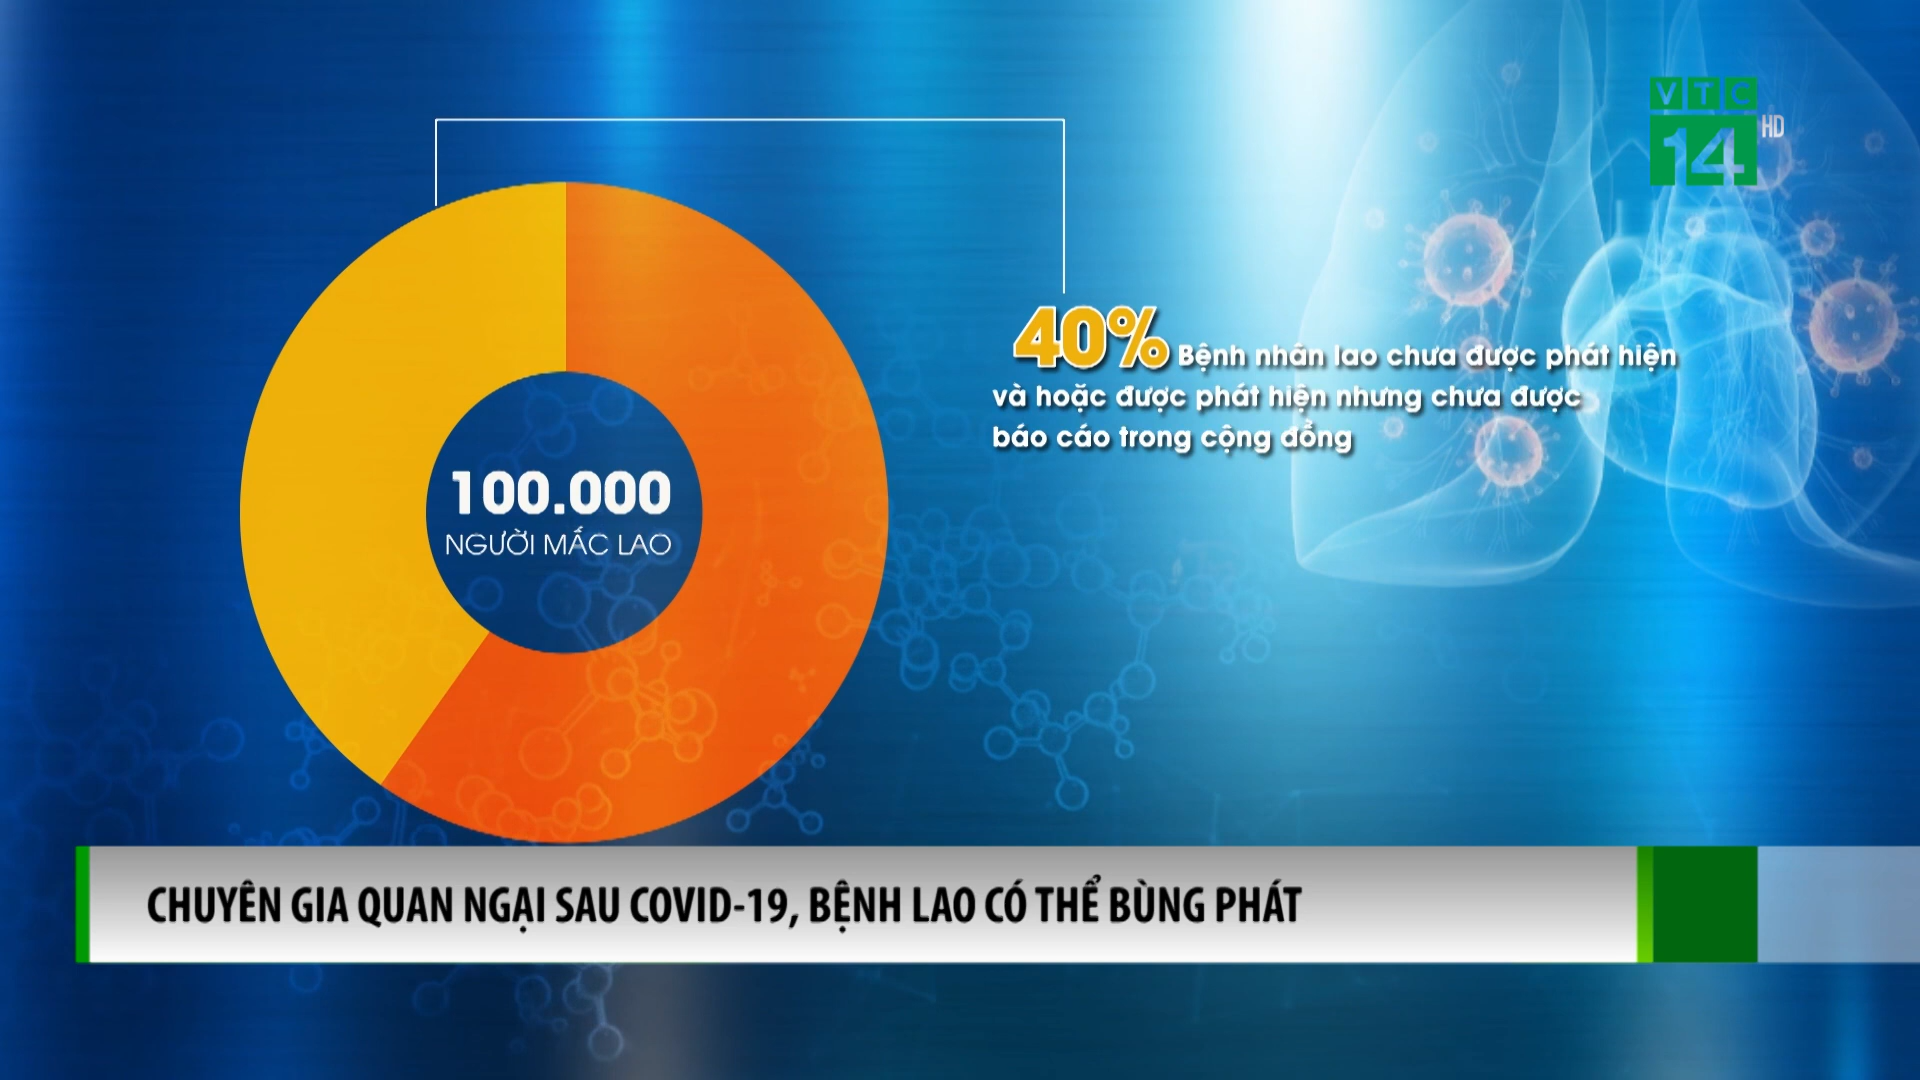 VTC
14 HD
40% Bệnh nhân lao chưa được phát hiện
và hoặc được phát hiện nhưng chưa được
báo cáo trong cộng đồng
100.000
NGƯỜI MẮC LAO
CHUYÊN GIA QUAN NGẠI SAU COVID-19, BỆNH LAO CÓ THỂ BÙNG PHÁT